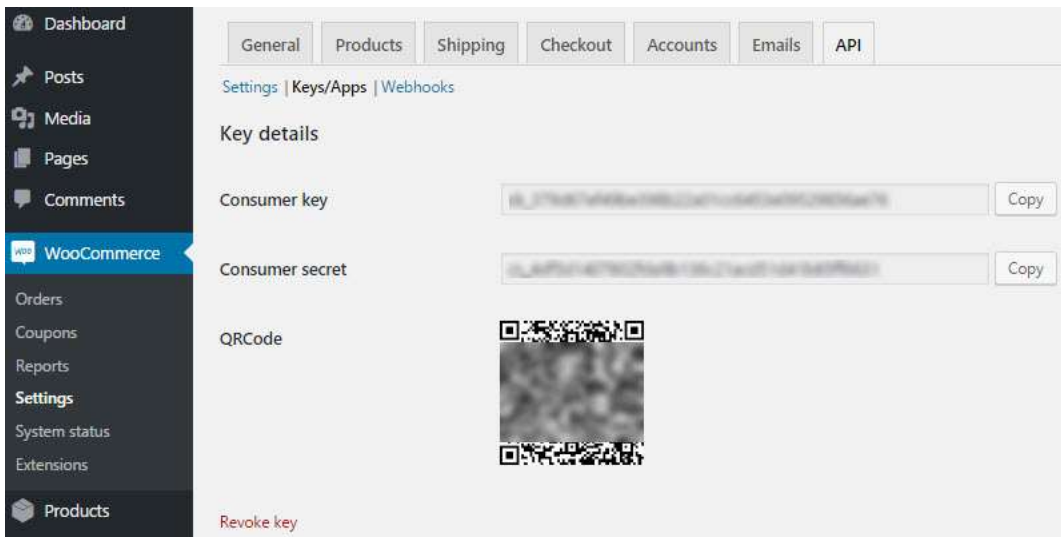 Dashboard
Posts
Media
Pages
Comments
WOO
WooCommerce
Orders
Coupons
Reports
Settings
System status
Extensions
Products
General
Products
Shipping
Checkout
Accounts
Emails
API
Settings | Keys/Apps | Webhooks
Key details
Consumer key
Copy
Consumer secret
Copy
QRCode
Revoke key